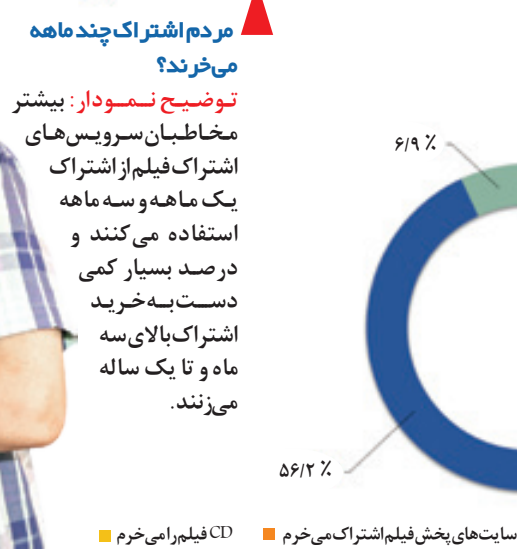 مردم اشتراک چند ماهه
می‌خرند؟
توضیح نمودار: بیشتر
مخاطبان سرویس‌های
اشتراک فیلم از اشتراک
یک ماهه و سه ماهه
استفاده می‌کنند و
درصد بسیار کمی
دست به خرید
اشتراک بالای سه
ماه و تا یک ساله
می‌زنند.
۶/۹ ٪
۵۶/۲ ٪
سایت‌های پخش فیلم اشتراک می‌خرم
CD فیلم را می‌خرم